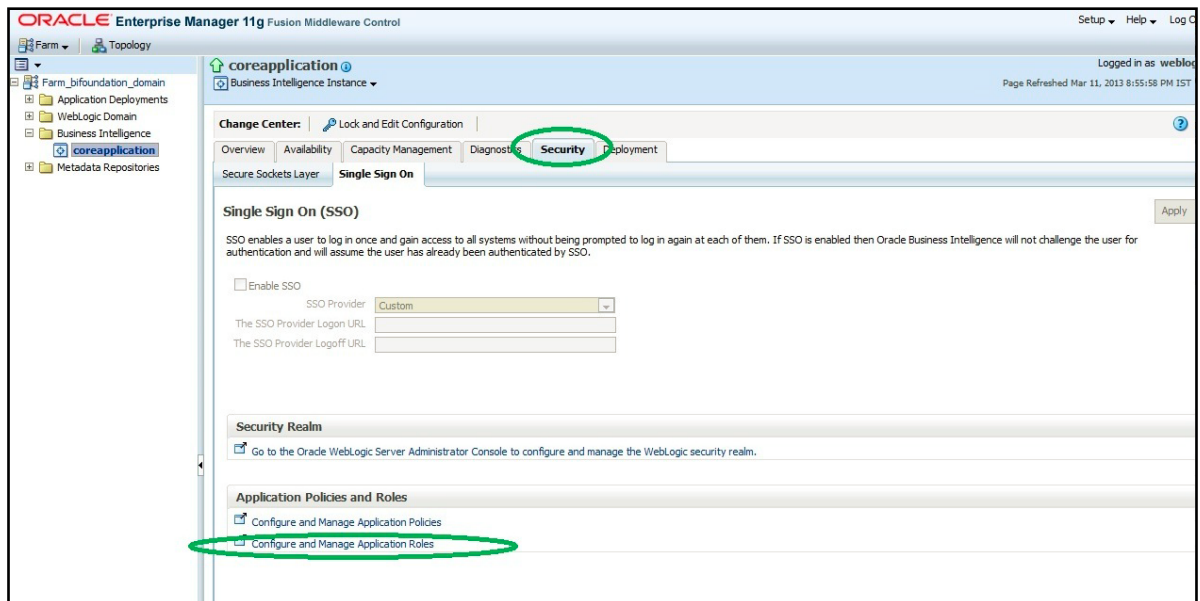 ORACLE Enterprise Manager 11g Fusion Middleware Control
Setup Help Log O
Farm Topology
Farm_bifoundation_domain
Application Deployments
WebLogic Domain
Business Intelligence
coreapplication
Metadata Repositories
coreapplication
Logged in as weblog
Business Intelligence Instance
Page Refreshed Mar 11, 2013 8:55:58 PM IST
Change Center: Lock and Edit Configuration
Overview Availability Capacity Management Diagnostics Security Deployment
Secure Sockets Layer Single Sign On
Single Sign On (SSO)
Apply
SSO enables a user to log in once and gain access to all systems without being prompted to log in again at each of them. If SSO is enabled then Oracle Business Intelligence will not challenge the user for
authentication and will assume the user has already been authenticated by SSO.
Enable SSO
SSO Provider Custom
The SSO Provider Logon URL
The SSO Provider Logoff URL
Security Realm
Go to the Oracle WebLogic Server Administrator Console to configure and manage the WebLogic security realm.
Application Policies and Roles
Configure and Manage Application Policies
Configure and Manage Application Roles